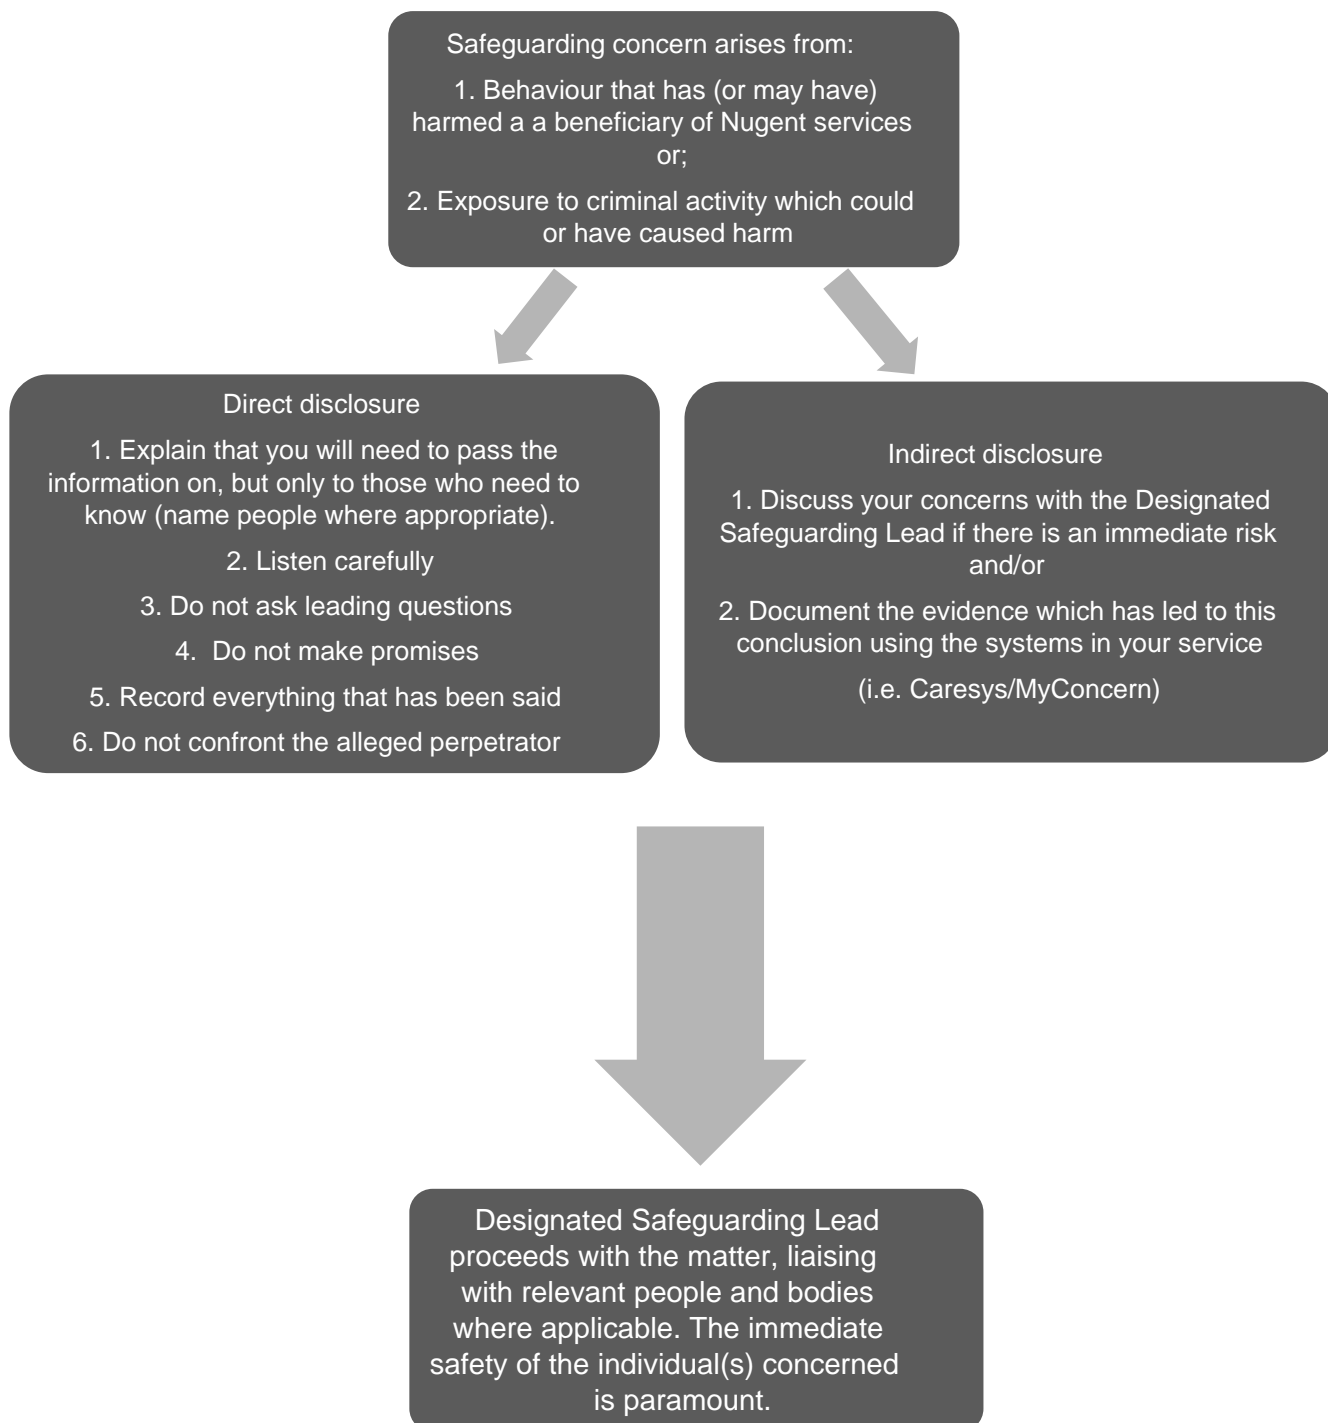 Safeguarding concern arises from:
1. Behaviour that has (or may have)
harmed a a beneficiary of Nugent services
or;
2. Exposure to criminal activity which could
or have caused harm
Direct disclosure
1. Explain that you will need to pass the
information on, but only to those who need to
know (name people where appropriate).
2. Listen carefully
3. Do not ask leading questions
4. Do not make promises
5. Record everything that has been said
6. Do not confront the alleged perpetrator
Indirect disclosure
1. Discuss your concerns with the Designated
Safeguarding Lead if there is an immediate risk
and/or
2. Document the evidence which has led to this
conclusion using the systems in your service
(i.e. Caresys/MyConcern)
Designated Safeguarding Lead
proceeds with the matter, liaising
with relevant people and bodies
where applicable. The immediate
safety of the individual(s) concerned
is paramount.